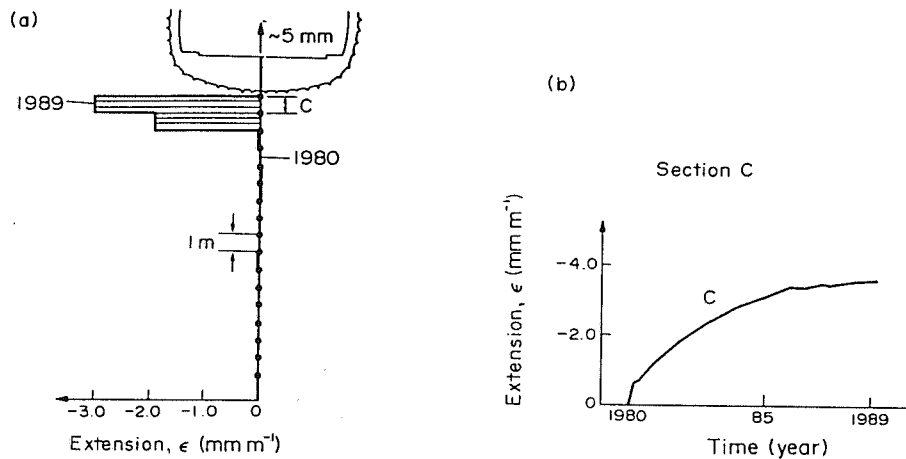 (a)
~5 mm
1989
C
1980
1 m
-3.0 -2.0 -1.0 0
Extension, ϵ (mm m⁻¹)
(b)
Section C
Extension, ϵ (mm m⁻¹)
-4.0
-2.0
0
C
1980 85 1989
Time (year)